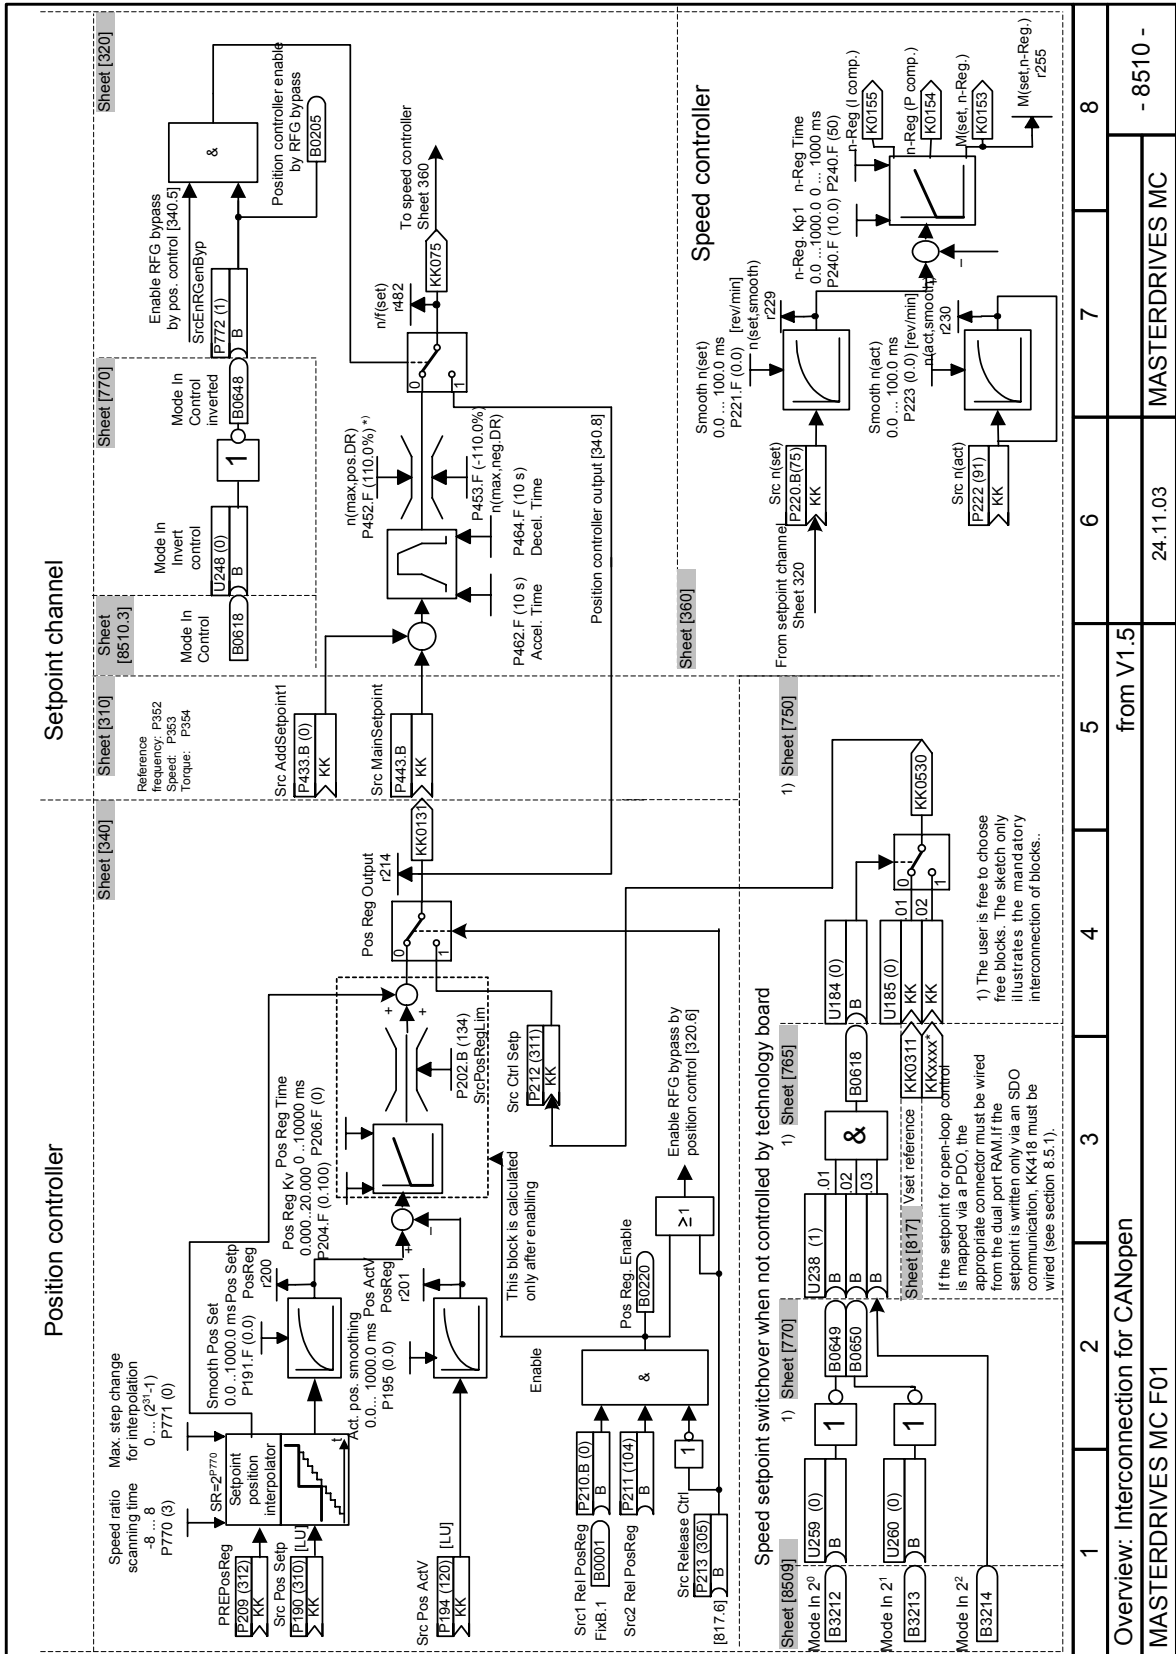 Position controller
Setpoint channel
Sheet [340]
Sheet [310]
Sheet [8510.3]
Sheet [770]
Sheet [320]
Speed ratio
scanning time
-8 ... 8
P770 (3)
Max. step change
for interpolation
0 ... (2³¹-1)
P771 (0)
SR=2^P770
Setpoint
position
interpolator
t
PREPosReg
P209 (312)
KK
Src Pos Setp
P190 (310)
[LU]
KK
Smooth Pos Set
0.0 ..1000.0 ms
P191.F (0.0)
Pos Setp
PosReg
r200
Act. pos. smoothing
0.0... 1000.0 ms
P195 (0.0)
Pos ActV
PosReg
r201
Src Pos ActV
P194 (120)
[LU]
KK
Pos Reg Kv
0.000...20.000
P204.F (0.100)
Pos Reg Time
0 ..10000 ms
P206.F (0)
+
–
+
+
P202.B (134)
SrcPosRegLim
This block is calculated
only after enabling
Pos Reg Output
r214
0
1
KK0131
Src Ctrl Setp
P212 (311)
KK
Enable
Src1 Rel PosReg
FixB.1
B0001
P210.B (0)
B
Src2 Rel PosReg
P211 (104)
B
Src Release Ctrl
P213 (305)
B
[817.6]
1
&
Pos Reg. Enable
B0220
≥1
Enable RFG bypass by
position control [320.6]
Reference
frequency: P352
Speed: P353
Torque: P354
Src AddSetpoint1
P433.B (0)
KK
Src MainSetpoint
P443.B
KK
Mode In
Control
B0618
Mode In
Invert
control
U248 (0)
B
1
Mode In
Control
inverted
B0648
Enable RFG bypass
by pos. control [340.5]
SrcEnRGenByp
P772 (1)
B
&
Position controller enable
by RFG bypass
B0205
P462.F (10 s)
Accel. Time
P464.F (10 s)
Decel. Time
n(max,pos.DR)
P452.F (110.0%) *)
P453.F (-110.0%)
n(max,neg.DR)
0
1
n/f(set)
r482
KK075
To speed controller
Sheet 360
Position controller output [340.8]
Speed setpoint switchover when not controlled by technology board
Sheet [8509]
1) Sheet [770]
1) Sheet [765]
1) Sheet [750]
Mode In 2⁰
B3212
Mode In 2¹
B3213
Mode In 2²
B3214
U259 (0)
B
U260 (0)
B
1
1
B0649
B0650
U238 (1)
B
B
B
.01
.02
.03
&
B0618
U184 (0)
B
Sheet [817]
Vset reference
KK0311
KKxxxx*
U185 (0)
KK
KK
.01
.02
0
1
KK0530
If the setpoint for open-loop control
is mapped via a PDO, the
appropriate connector must be wired
from the dual port RAM.If the
setpoint is written only via an SDO
communication, KK418 must be
wired (see section 8.5.1).
1) The user is free to choose
free blocks. The sketch only
illustrates the mandatory
interconnection of blocks..
Sheet [360]
Speed controller
From setpoint channel
Sheet 320
Src n(set)
P220.B(75)
KK
Smooth n(set)
0.0 ... 100.0 ms
P221.F (0.0)
[rev/min]
n(set,smooth)
r229
Src n(act)
P222 (91)
KK
Smooth n(act)
0.0 ... 100.0 ms
P223 (0.0)
[rev/min]
n(act,smooth)
r230
–
n-Reg. Kp1
0.0 ...1000.0
P240.F (10.0)
n-Reg Time
0 ... 1000 ms
P240.F (50)
n-Reg (I comp.)
K0155
n-Reg (P comp.)
K0154
M(set, n-Reg.)
K0153
M(set,n-Reg.)
r255
1 2 3 4 5 6 7 8
Overview: Interconnection for CANopen
from V1.5
- 8510 -
MASTERDRIVES MC F01
24.11.03
MASTERDRIVES MC